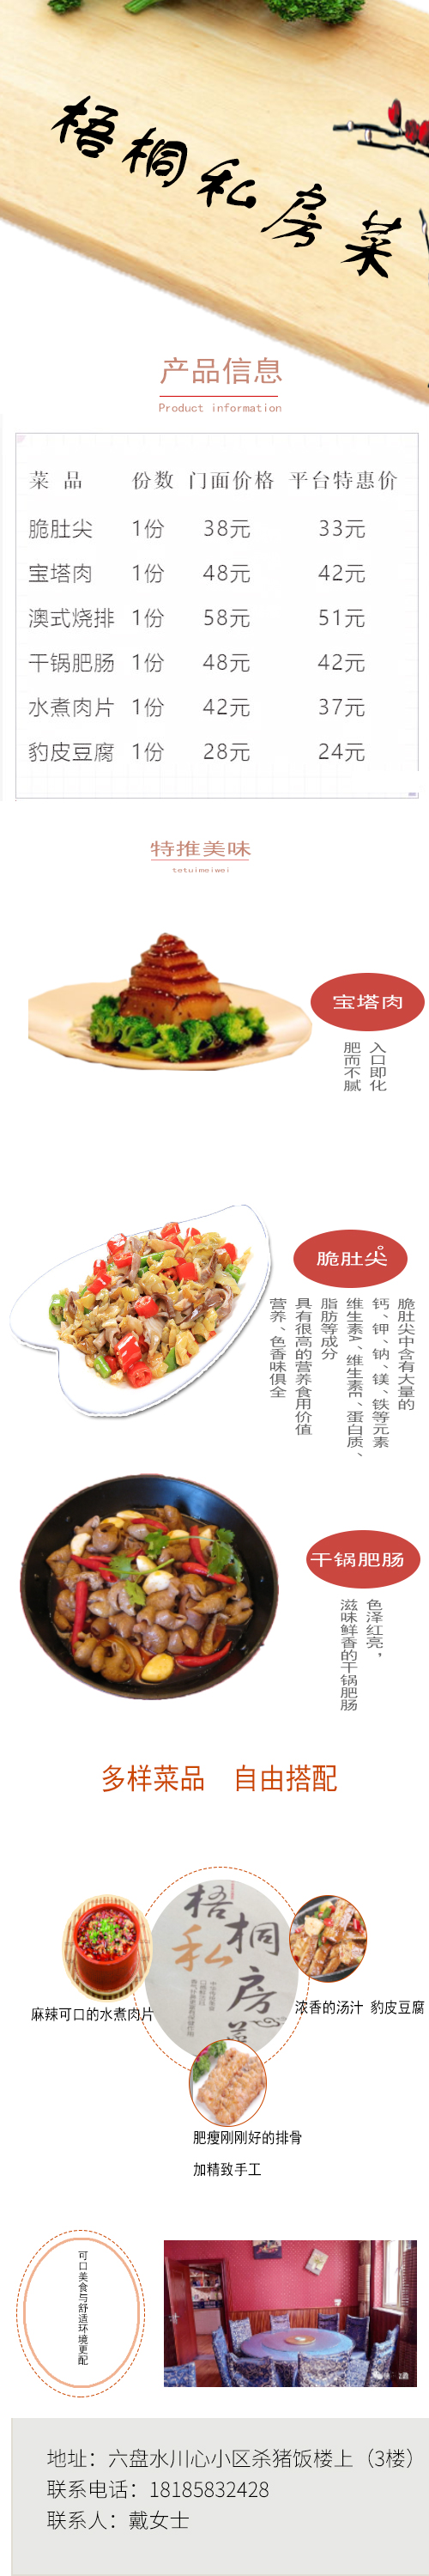 梧桐私房菜
产品信息
Product information
菜 品 份数 门面价格 平台特惠价
脆肚尖 1份 38元 33元
宝塔肉 1份 48元 42元
澳式烧排 1份 58元 51元
干锅肥肠 1份 48元 42元
水煮肉片 1份 42元 37元
豹皮豆腐 1份 28元 24元
特推美味
tetuimeiwei
宝塔肉
入口即化
肥而不腻
脆肚尖
脆肚尖中含有大量的
钙、钾、钠、镁、铁等元素
维生素A、维生素E、蛋白质、
脂肪等成分
具有很高的营养食用价值
营养、色香味俱全。
干锅肥肠
色泽红亮，
滋味鲜香的干锅肥肠
多样菜品 自由搭配
梧桐
私房菜
麻辣可口的水煮肉片
浓香的汤汁 豹皮豆腐
肥瘦刚刚好的排骨
加精致手工
可口美食与舒适环境更配
地址：六盘水川心小区杀猪饭楼上（3楼）
联系电话：18185832428
联系人：戴女士